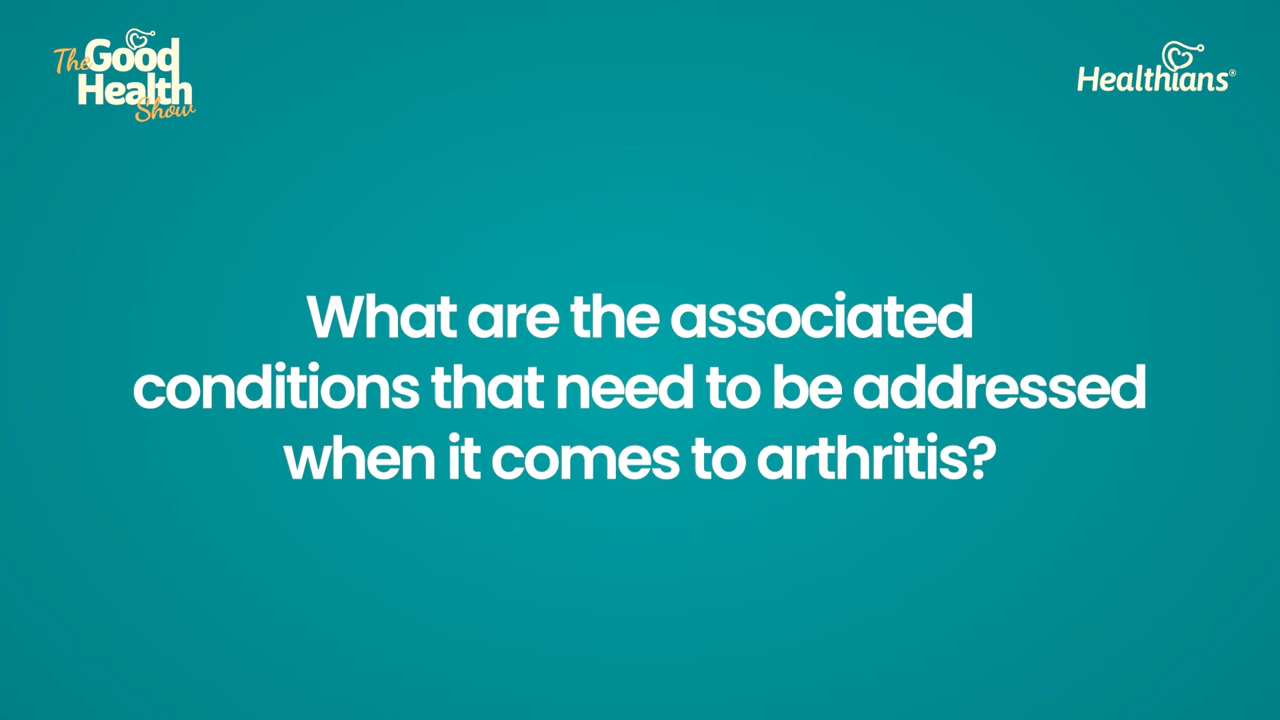 The Good
Health
Show
Healthians®
What are the associated
conditions that need to be addressed
when it comes to arthritis?